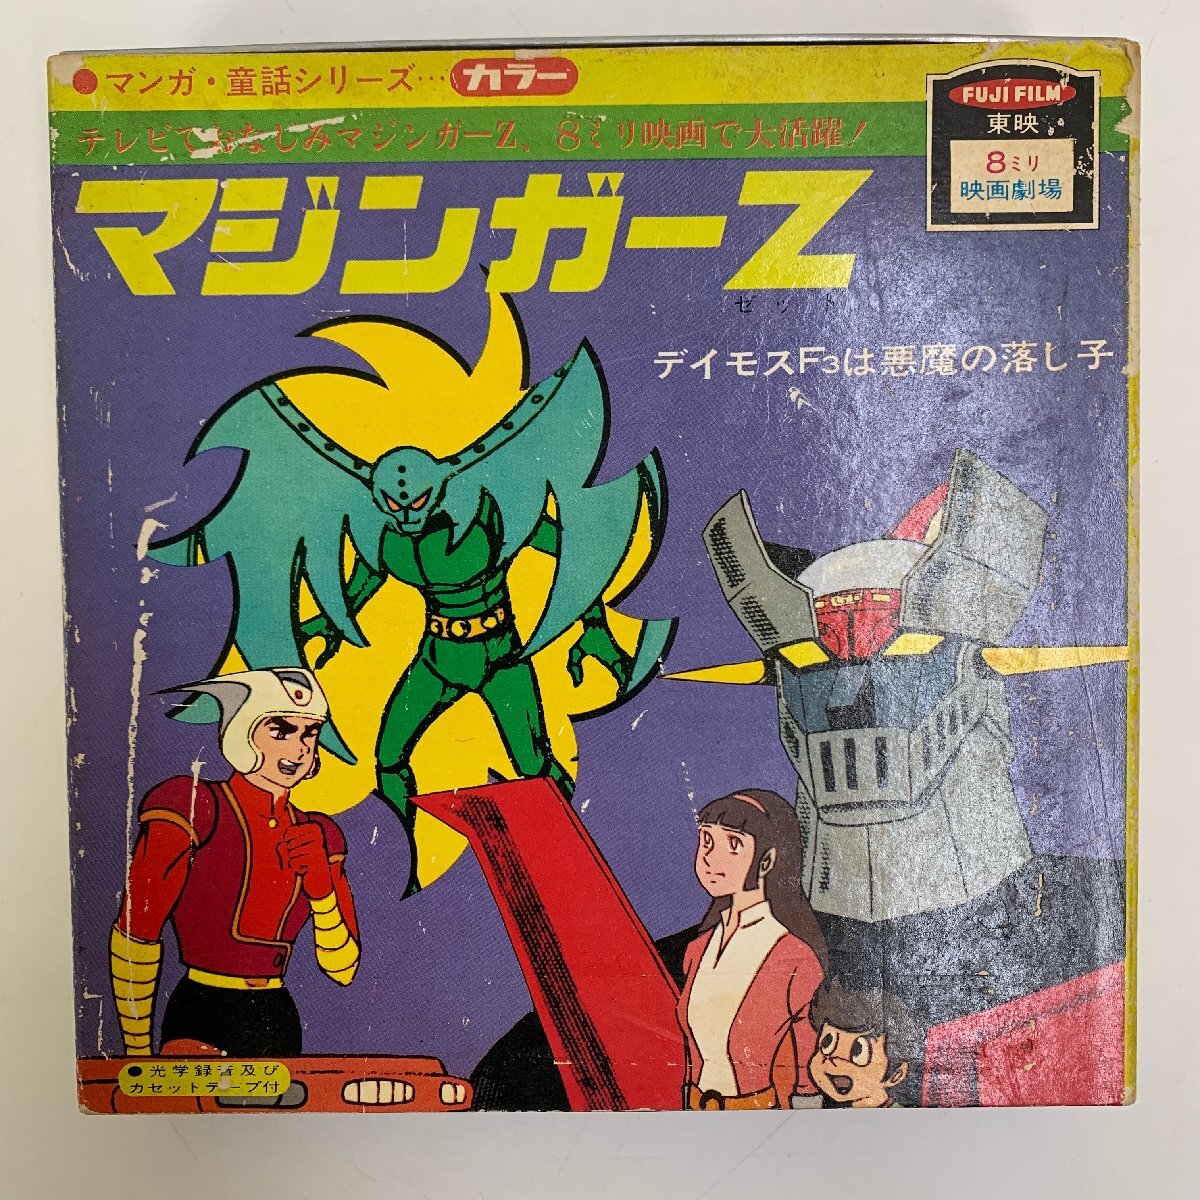 ●マンガ・童話シリーズ…カラー
テレビでおなじみマジンガーZ、8ミリ映画で大活躍!
FUJI FILM
東映
8ミリ
映画劇場
マジンガーZ
ゼット
デイモスF3は悪魔の落し子
●光学録音及び
カセットテープ付